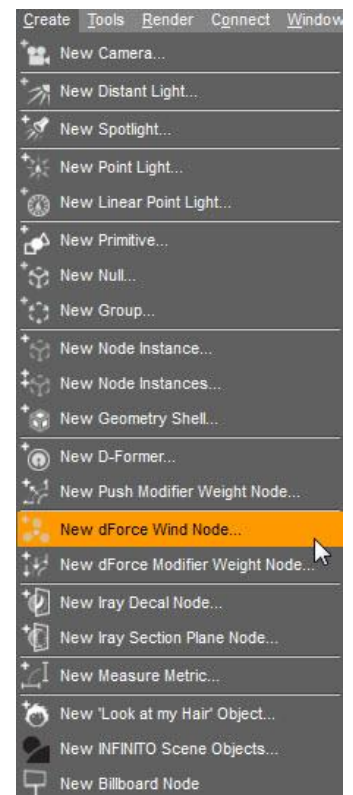 Create Tools Render Connect Window
New Camera...
New Distant Light...
New Spotlight...
New Point Light...
New Linear Point Light...
New Primitive...
New Null...
New Group...
New Node Instance...
New Node Instances...
New Geometry Shell...
New D-Former...
New Push Modifier Weight Node...
New dForce Wind Node...
New dForce Modifier Weight Node...
New Iray Decal Node...
New Iray Section Plane Node...
New Measure Metric...
New 'Look at my Hair' Object...
New INFINITO Scene Objects...
New Billboard Node